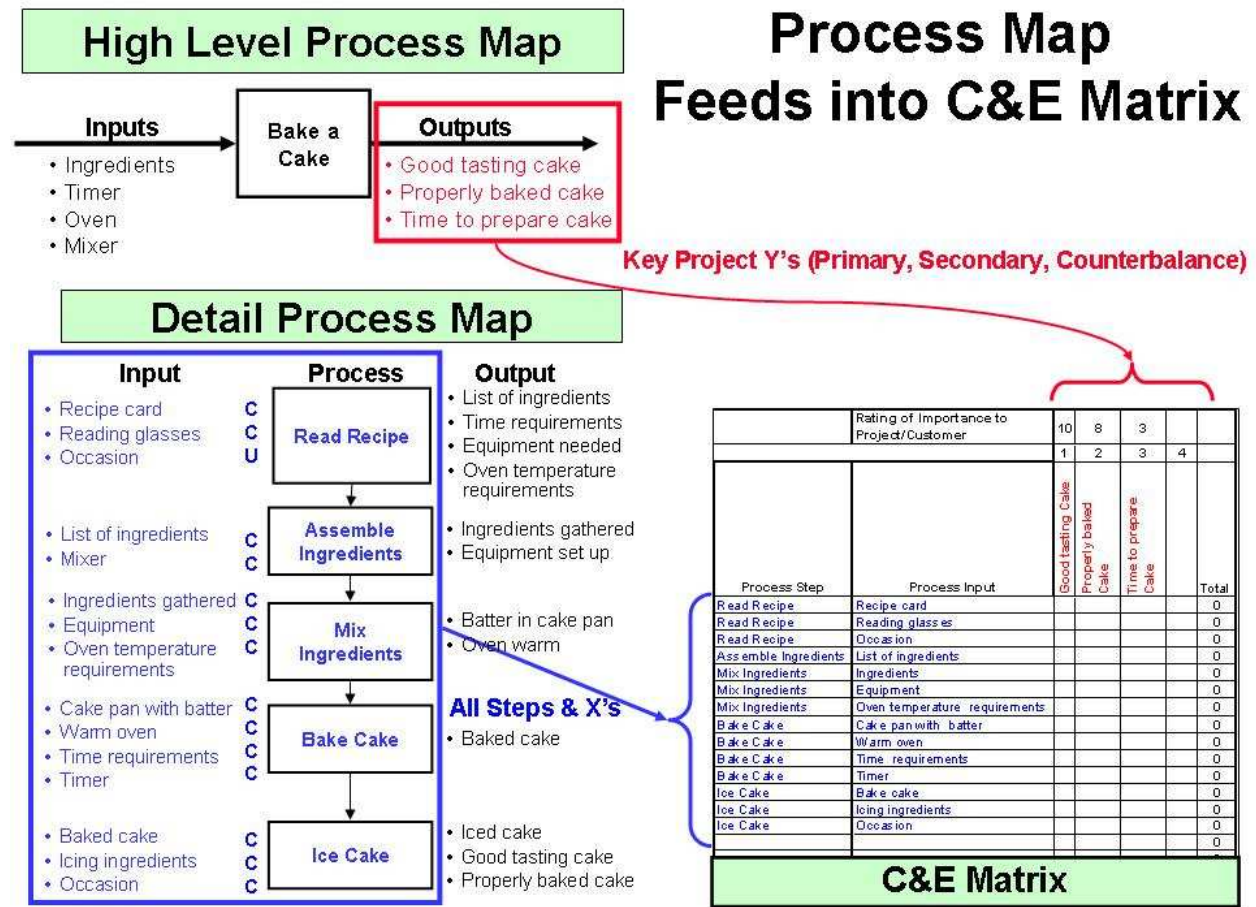 High Level Process Map
Process Map
Feeds into C&E Matrix
Inputs
• Ingredients
• Timer
• Oven
• Mixer
Bake a
Cake
Outputs
• Good tasting cake
• Properly baked cake
• Time to prepare cake
Key Project Y's (Primary, Secondary, Counterbalance)
Detail Process Map
Input Process Output
• Recipe card C
• Reading glasses C
• Occasion U
Read Recipe
• List of ingredients
• Time requirements
• Equipment needed
• Oven temperature
requirements
• List of ingredients C
• Mixer C
Assemble
Ingredients
• Ingredients gathered
• Equipment set up
• Ingredients gathered C
• Equipment C
• Oven temperature C
requirements
Mix
Ingredients
• Batter in cake pan
• Oven warm
• Cake pan with batter C
• Warm oven C
• Time requirements C
• Timer C
Bake Cake
All Steps & X's
• Baked cake
• Baked cake C
• Icing ingredients C
• Occasion C
Ice Cake
• Iced cake
• Good tasting cake
• Properly baked cake
Rating of Importance to
Project/Customer
10 8 3
1 2 3 4
Process Step Process Input
Good tasting Cake
Properly baked
Cake
Time to prepare
Cake
Total
Read Recipe Recipe card 0
Read Recipe Reading glasses 0
Read Recipe Occasion 0
Assemble Ingredients List of ingredients 0
Mix Ingredients Ingredients 0
Mix Ingredients Equipment 0
Mix Ingredients Oven temperature requirements 0
Bake Cake Cake pan with batter 0
Bake Cake Warm oven 0
Bake Cake Time requirements 0
Bake Cake Timer 0
Ice Cake Bake cake 0
Ice Cake Icing ingredients 0
Ice Cake Occasion 0
0
C&E Matrix